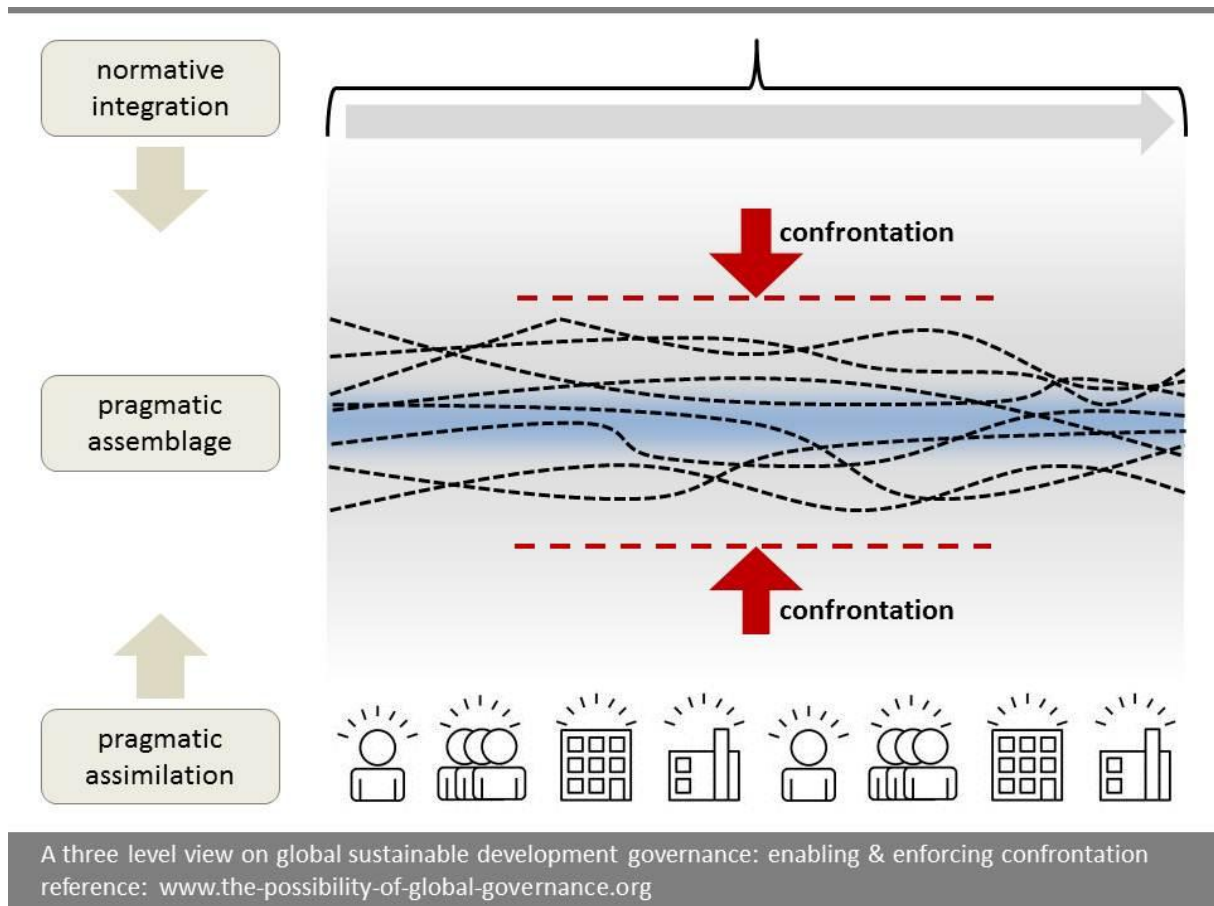 normative
integration
confrontation
pragmatic
assemblage
confrontation
pragmatic
assimilation
A three level view on global sustainable development governance: enabling & enforcing confrontation
reference: www.the-possibility-of-global-governance.org